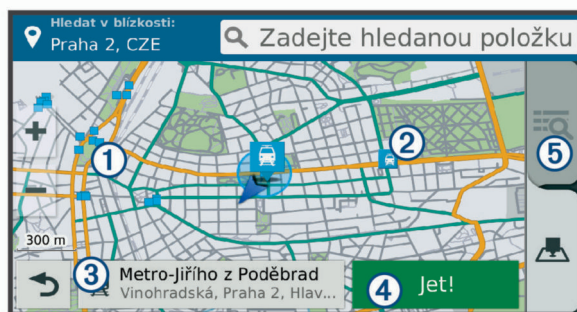 Hledat v blízkosti:
Praha 2, CZE
Zadejte hledanou položku
1
2
5
300 m
3
Metro-Jiřího z Poděbrad
Vinohradská, Praha 2, Hlav...
4
Jet!